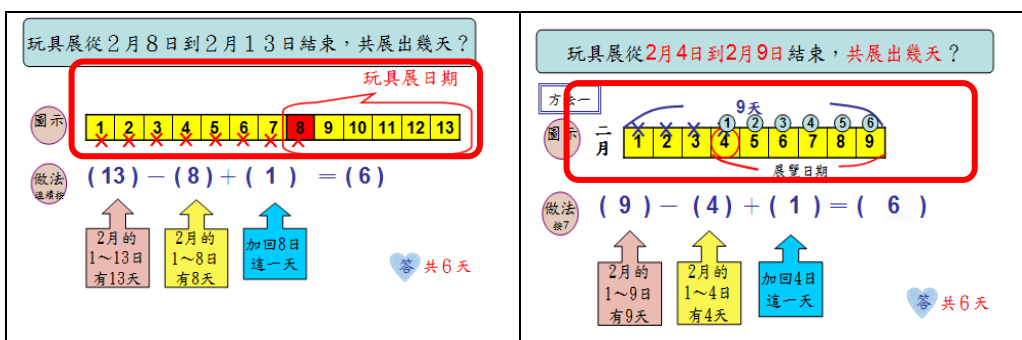 玩具展從2月8日到2月13日結束，共展出幾天？
玩具展日期
圖示
1 2 3 4 5 6 7 8 9 10 11 12 13
做法
連續按
(13)－(8)＋(1) ＝(6)
2月的
1～13日
有13天
2月的
1～8日
有8天
加回8日
這一天
答 共6天
玩具展從2月4日到2月9日結束，共展出幾天？
方法一
9天
圖示
二月
① ② ③ ④ ⑤ ⑥
1 2 3 4 5 6 7 8 9
展覽日期
做法
按7
(9)－(4)＋(1)＝(6)
2月的
1～9日
有9天
2月的
1～4日
有4天
加回4日
這一天
答 共6天